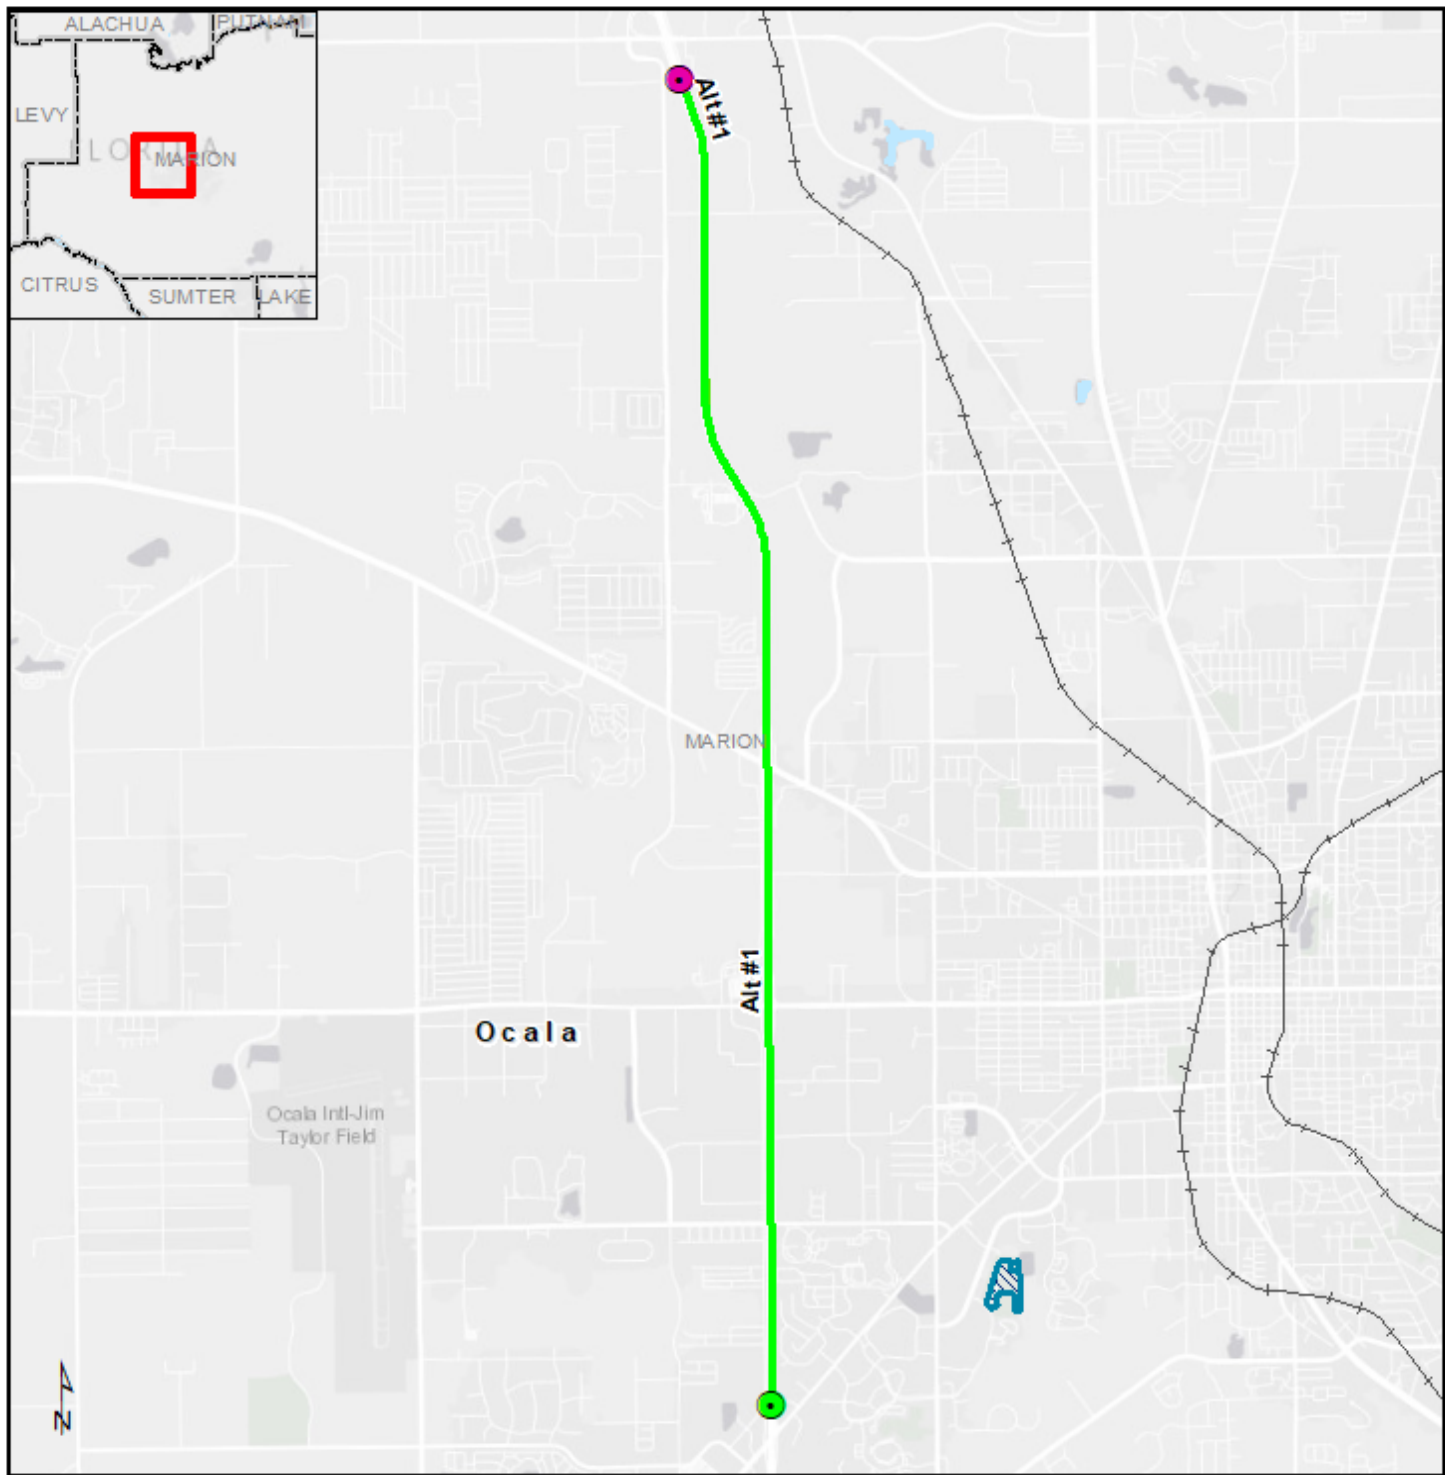 ALACHUA
PUTNAM
LEVY
FLORIDA
MARION
CITRUS
SUMTER
LAKE
Alt #1
MARION
Alt #1
Ocala
Ocala Intl-Jim
Taylor Field
N